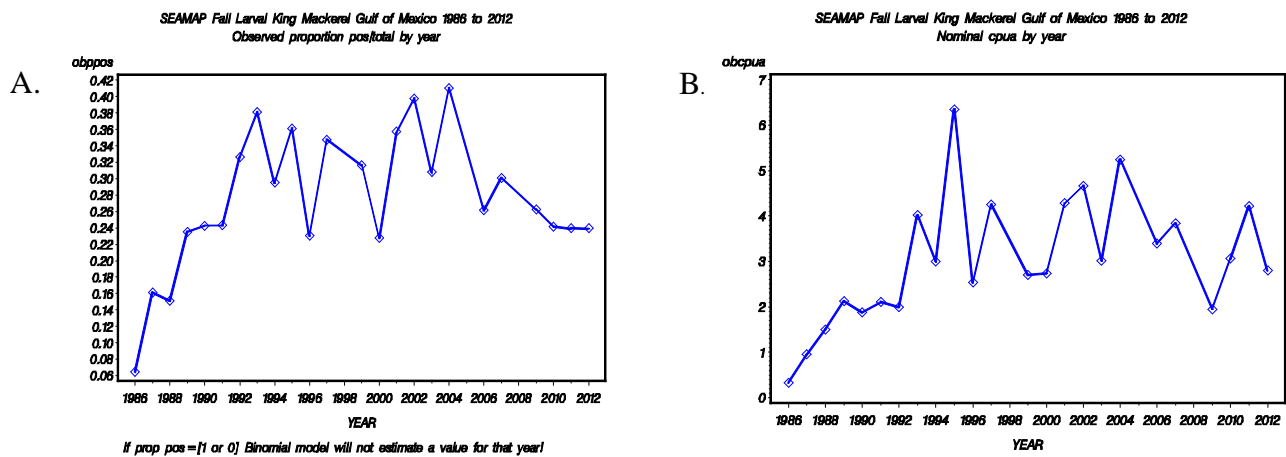 SEAMAP Fall Larval King Mackerel Gulf of Mexico 1986 to 2012
Observed proportion pos/total by year
A.
obppos
0.42
0.40
0.38
0.36
0.34
0.32
0.30
0.28
0.26
0.24
0.22
0.20
0.18
0.16
0.14
0.12
0.10
0.08
0.06
1986 1988 1990 1992 1994 1996 1998 2000 2002 2004 2006 2008 2010 2012
YEAR
If prop pos=[1 or 0] Binomial model will not estimate a value for that year!
SEAMAP Fall Larval King Mackerel Gulf of Mexico 1986 to 2012
Nominal cpua by year
B.
obcpua
7
6
5
4
3
2
1
0
1986 1988 1990 1992 1994 1996 1998 2000 2002 2004 2006 2008 2010 2012
YEAR